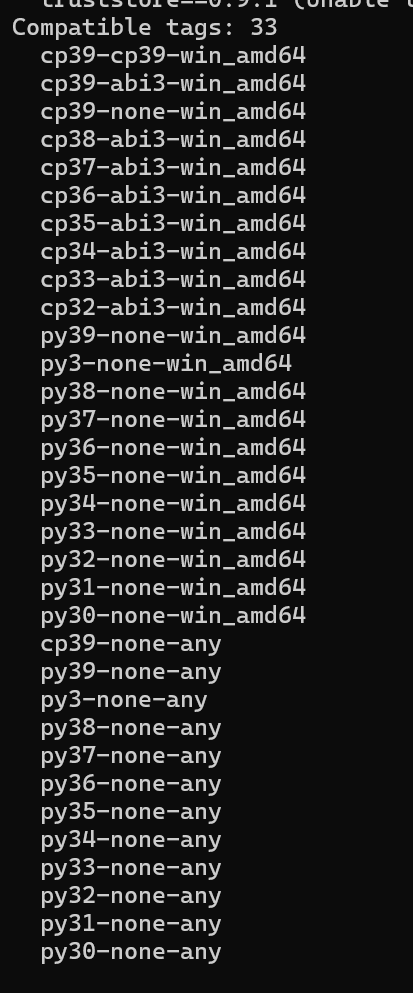 truststore==0.9.1 (Unable
Compatible tags: 33
cp39-cp39-win_amd64
cp39-abi3-win_amd64
cp39-none-win_amd64
cp38-abi3-win_amd64
cp37-abi3-win_amd64
cp36-abi3-win_amd64
cp35-abi3-win_amd64
cp34-abi3-win_amd64
cp33-abi3-win_amd64
cp32-abi3-win_amd64
py39-none-win_amd64
py3-none-win_amd64
py38-none-win_amd64
py37-none-win_amd64
py36-none-win_amd64
py35-none-win_amd64
py34-none-win_amd64
py33-none-win_amd64
py32-none-win_amd64
py31-none-win_amd64
py30-none-win_amd64
cp39-none-any
py39-none-any
py3-none-any
py38-none-any
py37-none-any
py36-none-any
py35-none-any
py34-none-any
py33-none-any
py32-none-any
py31-none-any
py30-none-any